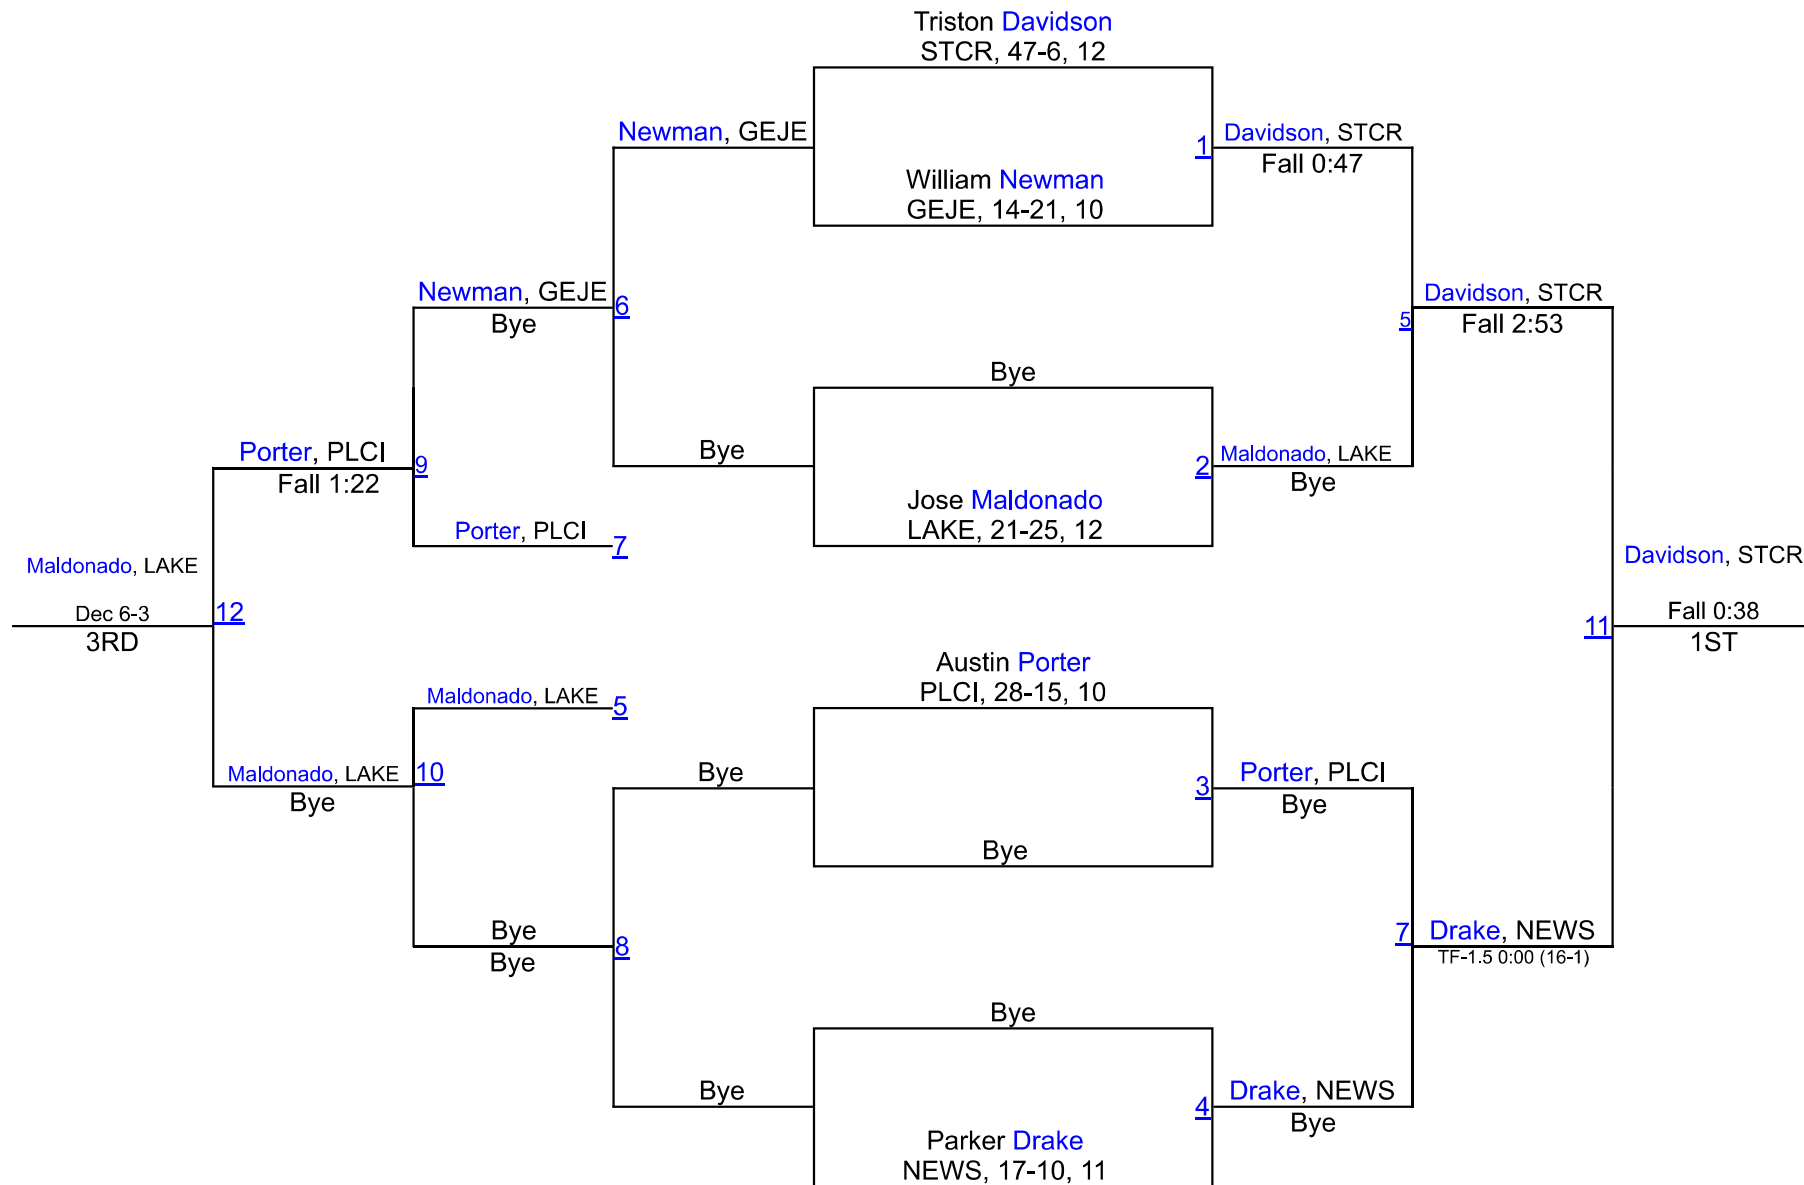 Triston Davidson
STCR, 47-6, 12
Newman, GEJE
1
Davidson, STCR
Fall 0:47
William Newman
GEJE, 14-21, 10
Newman, GEJE
Bye
6
5
Davidson, STCR
Fall 2:53
Bye
Porter, PLCI
Fall 1:22
9
Bye
2
Maldonado, LAKE
Bye
Jose Maldonado
LAKE, 21-25, 12
Porter, PLCI
7
Maldonado, LAKE
Dec 6-3
3RD
12
Davidson, STCR
Fall 0:38
1ST
11
Austin Porter
PLCI, 28-15, 10
Maldonado, LAKE
5
Maldonado, LAKE
Bye
10
Bye
3
Porter, PLCI
Bye
Bye
Bye
Bye
8
7
Drake, NEWS
TF-1.5 0:00 (16-1)
Bye
Bye
4
Drake, NEWS
Bye
Parker Drake
NEWS, 17-10, 11